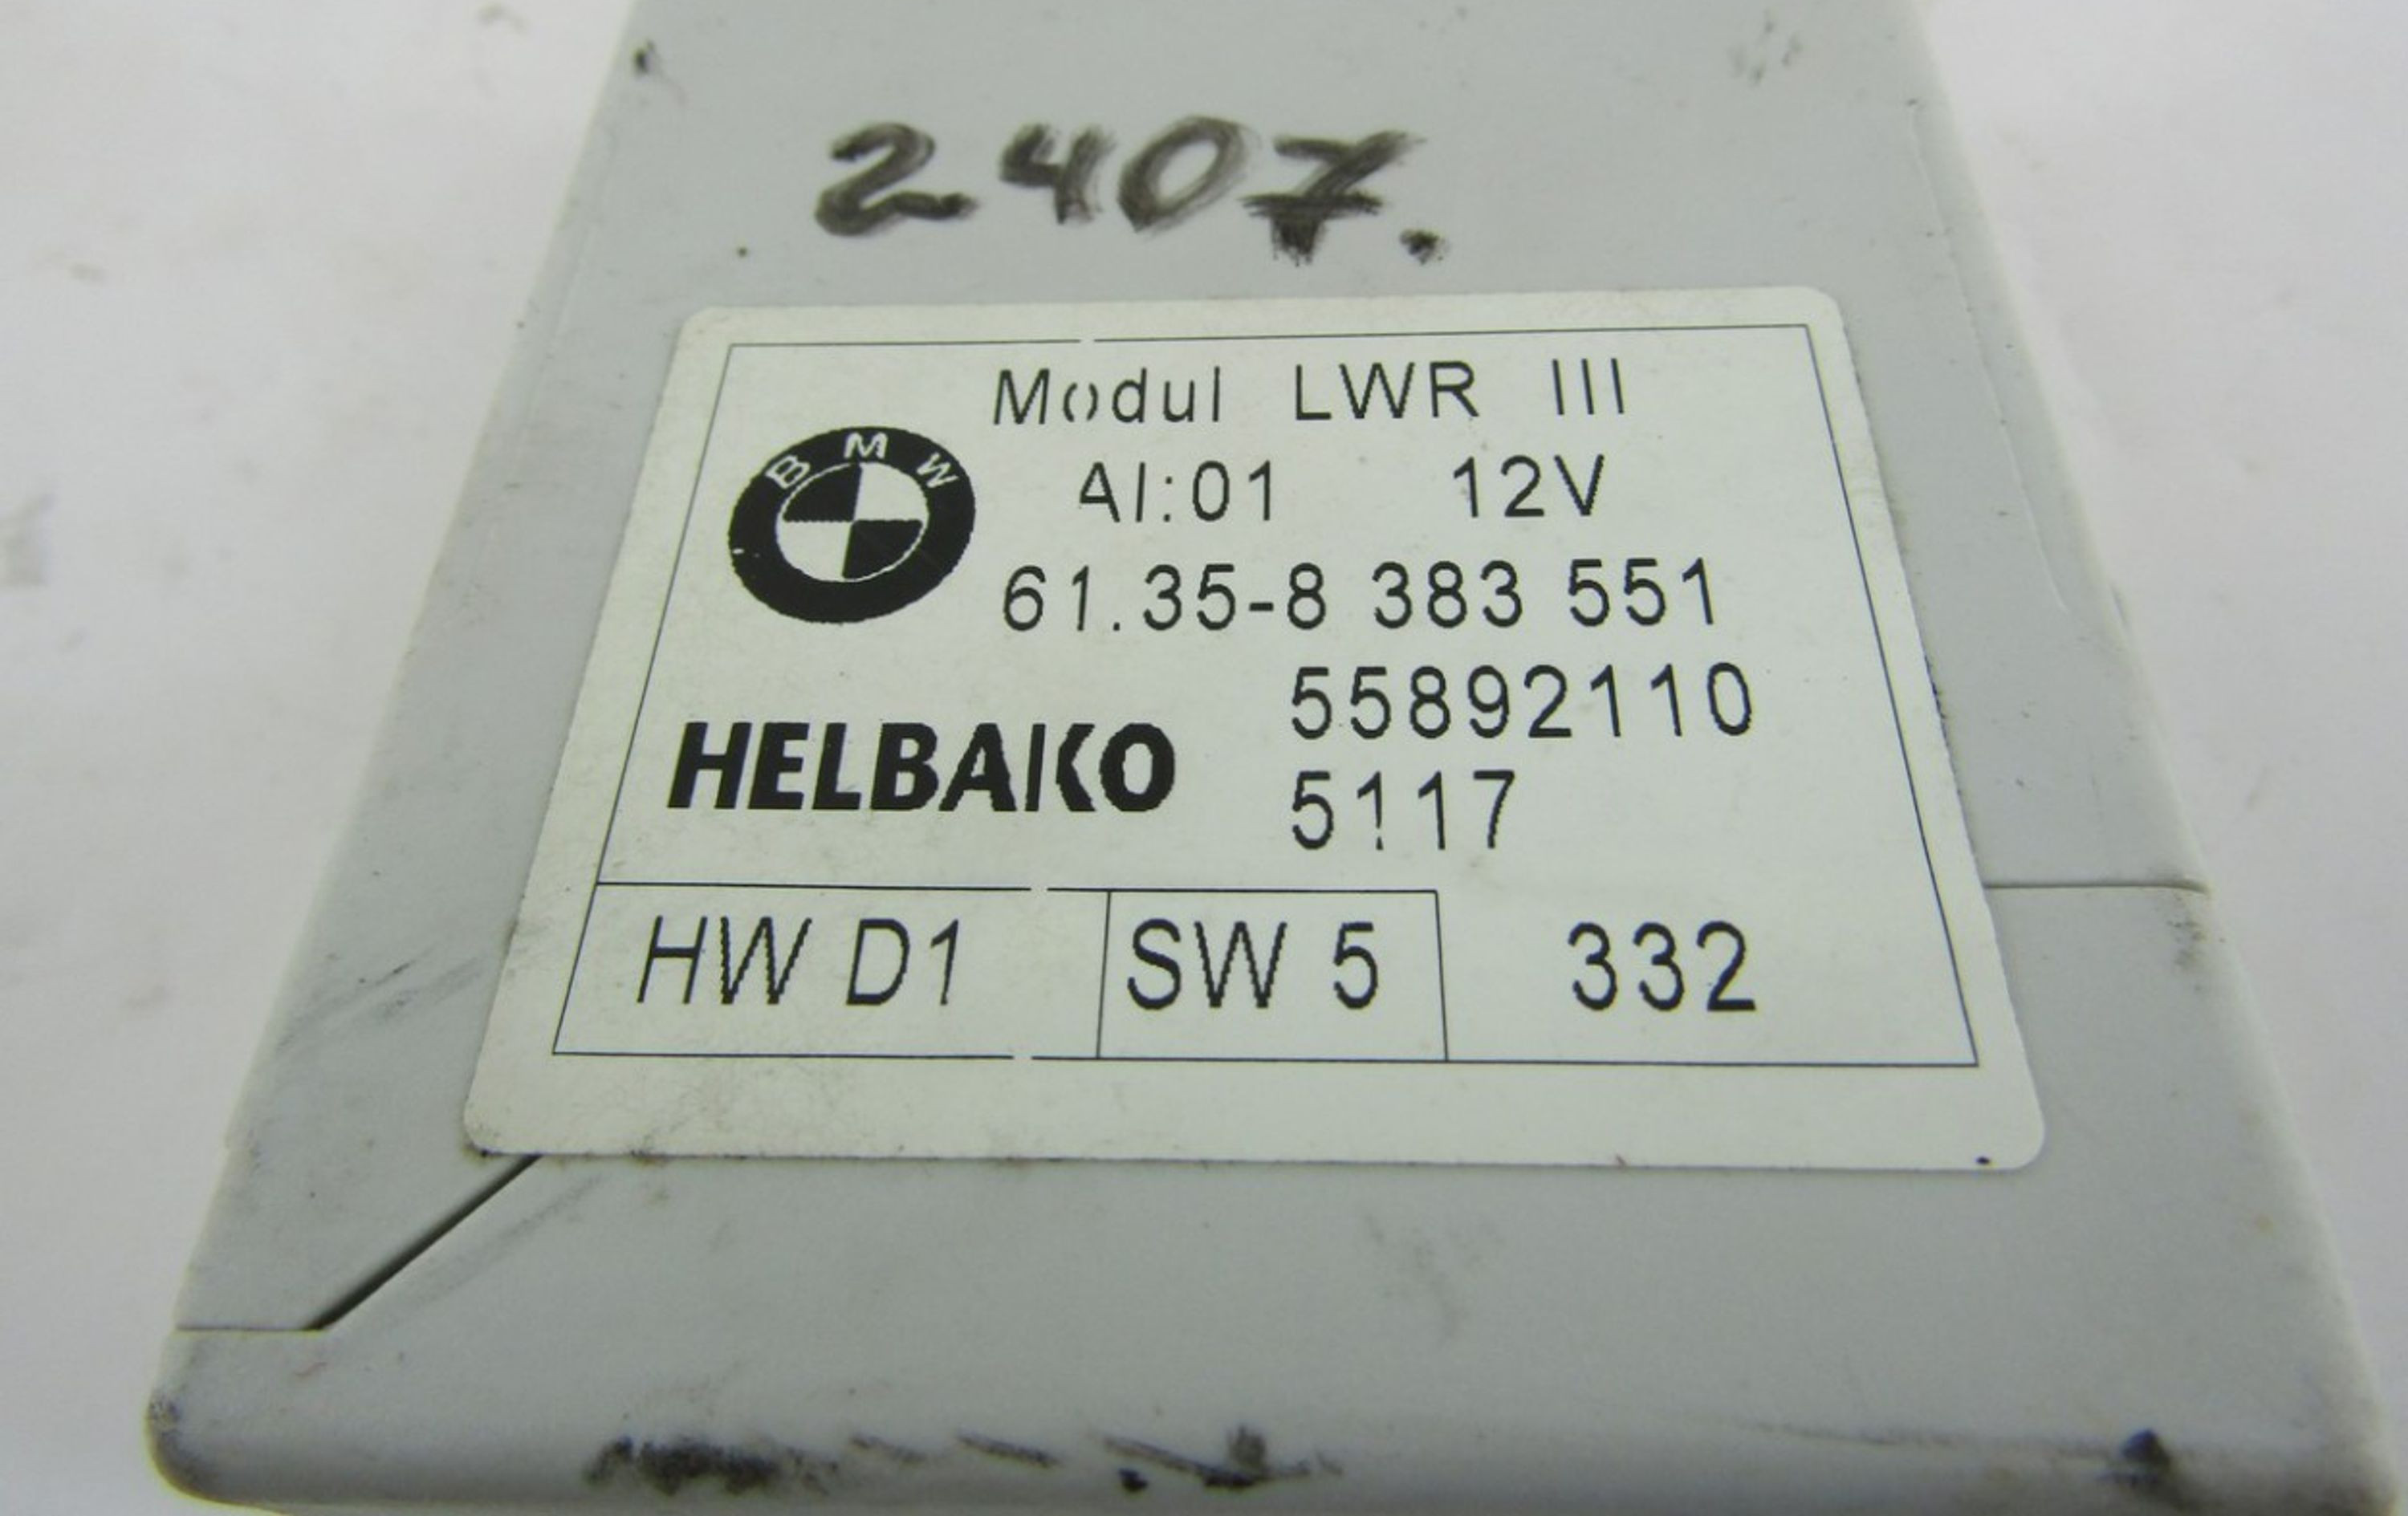 2407.
Modul LWR III
BMW
AI:01 12V
61.35-8 383 551
55892110
HELBAKO
5117
HW D1 SW 5 332